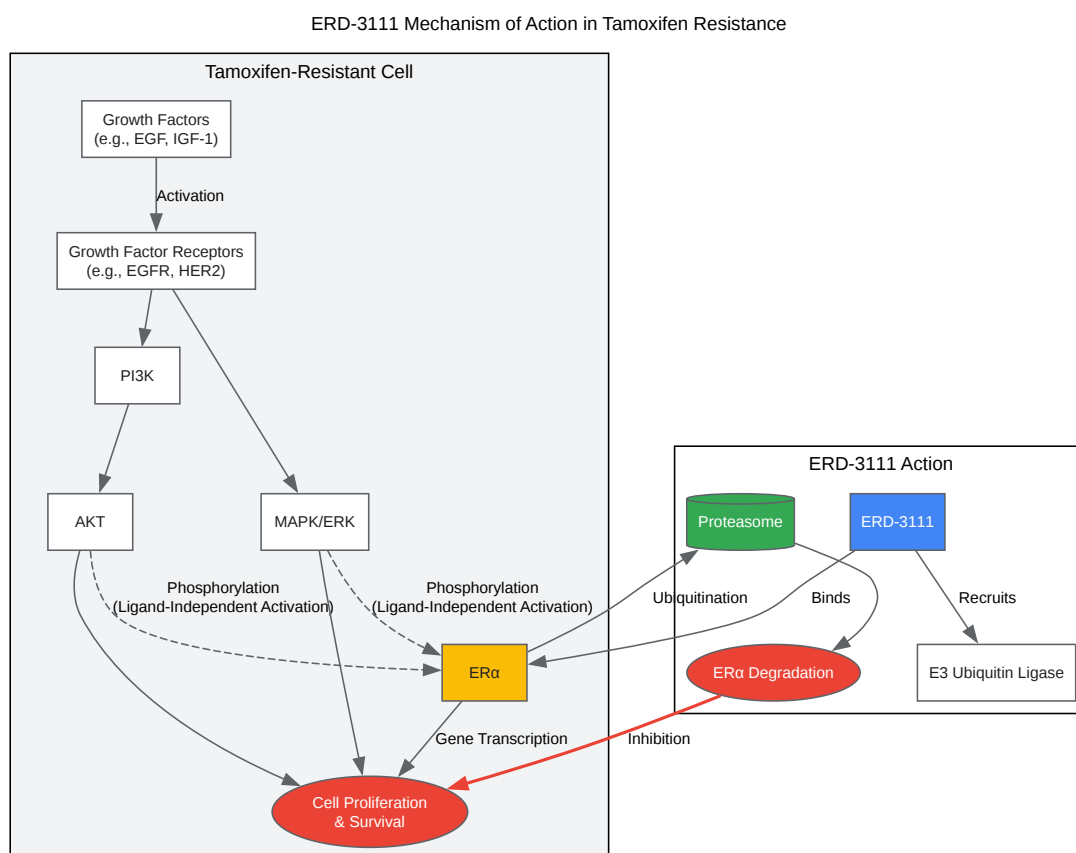 ERD-3111 Mechanism of Action in Tamoxifen Resistance
Tamoxifen-Resistant Cell
Growth Factors
(e.g., EGF, IGF-1)
Activation
Growth Factor Receptors
(e.g., EGFR, HER2)
PI3K
AKT
MAPK/ERK
Phosphorylation
(Ligand-Independent Activation)
Phosphorylation
(Ligand-Independent Activation)
ERα
Gene Transcription
Cell Proliferation
& Survival
ERD-3111 Action
Proteasome
ERD-3111
Ubiquitination
Binds
Recruits
ERα Degradation
E3 Ubiquitin Ligase
Inhibition